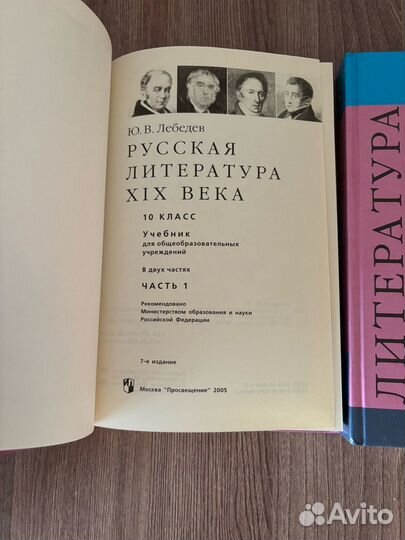 Ю.В. Лебедев
РУССКАЯ
ЛИТЕРАТУРА
XIX ВЕКА
10 КЛАСС
Учебник
для общеобразовательных
учреждений
В двух частях
ЧАСТЬ 1
Рекомендовано
Министерством образования и науки
Российской Федерации
7-е издание
Москва "Просвещение" 2005
ЛИТЕРАТУРА
Avito